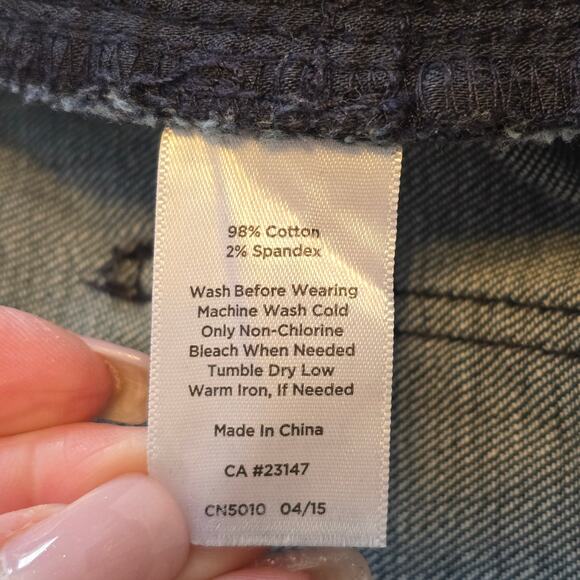 98% Cotton
2% Spandex
Wash Before Wearing
Machine Wash Cold
Only Non-Chlorine
Bleach When Needed
Tumble Dry Low
Warm Iron, If Needed
Made In China
CA #23147
CN5010 04/15